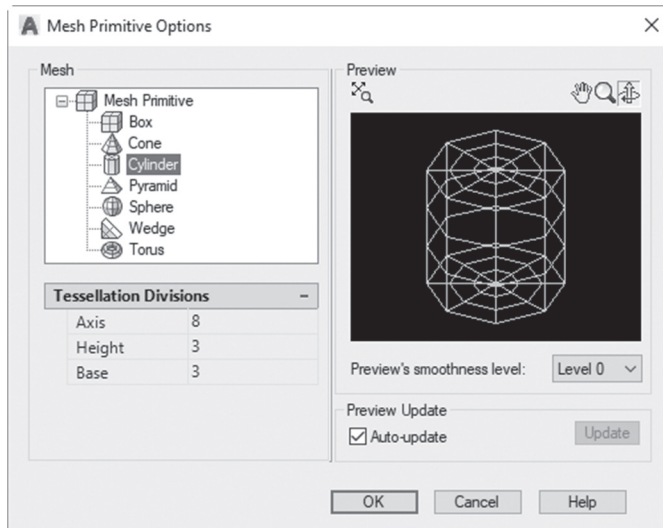 Mesh Primitive Options
Mesh
Mesh Primitive
Box
Cone
Cylinder
Pyramid
Sphere
Wedge
Torus
Tessellation Divisions
Axis 8
Height 3
Base 3
Preview
Preview's smoothness level: Level 0
Preview Update
Auto-update Update
OK Cancel Help